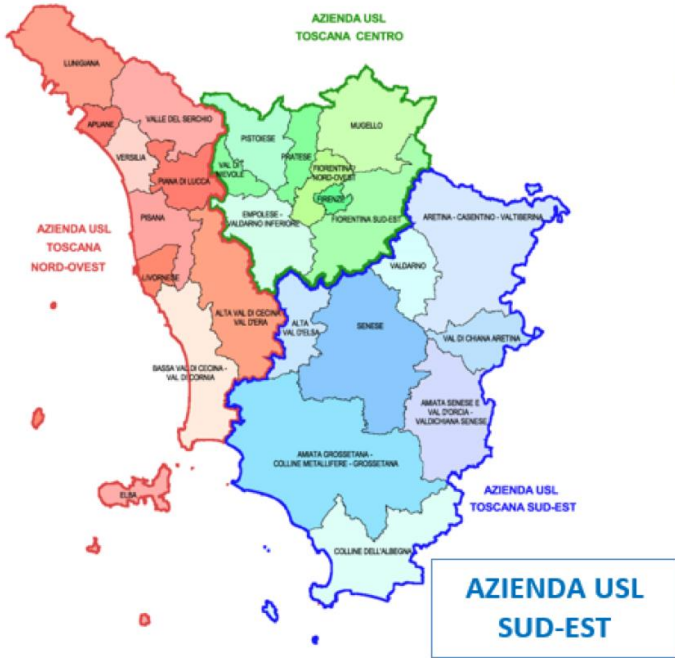 AZIENDA USL
TOSCANA CENTRO
LUNIGIANA
APUANE
VALLE DEL SERCHIO
VERSILIA
PIANA DI LUCCA
PISTOIESE
VAL DI
NIEVOLE
PRATESE
MUGELLO
FIORENTINA
NORD-OVEST
FIRENZE
EMPOLESE -
VALDARNO INFERIORE
FIORENTINA SUD-EST
PISANA
AZIENDA USL
TOSCANA
NORD-OVEST
LIVORNESE
ALTA VAL DI CECINA
VAL D'ERA
BASSA VAL DI CECINA -
VAL DI CORNIA
ELBA
ARETINA - CASENTINO - VALTIBERINA
VALDARNO
ALTA
VAL D'ELSA
SENESE
VAL DI CHIANA ARETINA
AMIATA SENESE E
VAL D'ORCIA -
VALDICHIANA SENESE
AMIATA GROSSETANA -
COLLINE METALLIFERE - GROSSETANA
COLLINE DELL'ALBEGNA
AZIENDA USL
TOSCANA SUD-EST
AZIENDA USL
SUD-EST